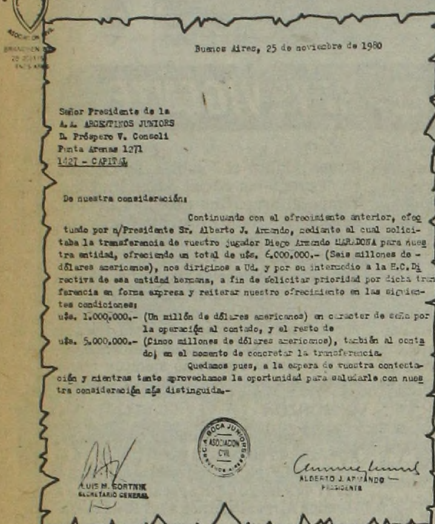 ASOCIACION
Buenos Aires, 25 de noviembre de 1980
Señor Presidente de la
A.A. ARGENTINOS JUNIORS
D. Próspero V. Consoli
Punta Arenas 1271
1427 - CAPITAL
De nuestra consideración:
Continuando con el ofrecimiento anterior, efec
tuado por n/Presidente Sr. Alberto J. Armando, mediante al cual solici-
taba la transferencia de vuestro jugador Diego Armando MARADONA para nues
tra entidad, ofreciendo un total de u$s. 6.000.000.- (Seis millones de -
dólares americanos), nos dirigimos a Ud. y por su intermedio a la H.C.Di
rectiva de esa entidad hermana, a fin de solicitar prioridad por dicha tran
ferencia en forma expresa y reiterar nuestro ofrecimiento en las siguien-
tes condiciones:
u$s. 1.000.000.- (Un millón de dólares americanos) en caracter de seña por
la operación al contado, y el resto de
u$s. 5.000.000.- (Cinco millones de dólares americanos), también al conta
do, en el momento de concretar la transferencia.
Quedamos pues, a la espera de vuestra contesta-
ción y mientras tanto aprovechamos la oportunidad para saludarle con nues
tra consideración más distinguida.-
C.A. BOCA JUNIORS
ASOCIACION
CIVIL
LUIS M. BORTNIK
SECRETARIO GENERAL
ALBERTO J. ARMANDO
PRESIDENTE